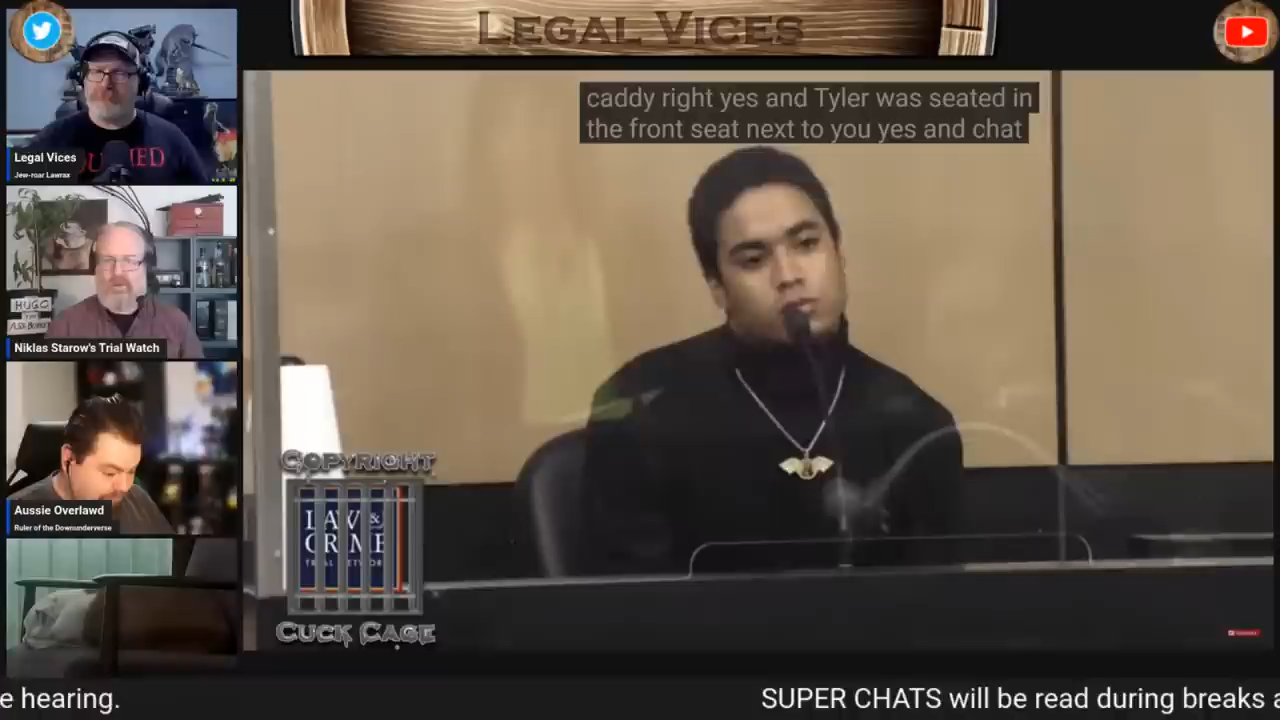 LEGAL VICES
caddy right yes and Tyler was seated in
the front seat next to you yes and chat
Legal Vices
Jew-roar Lawrax
HUGO
Niklas Starow's Trial Watch
Aussie Overlawd
Ruler of the Downunderverse
COPYRIGHT
LAW &
CRIME
CUCK CAGE
e hearing.
SUPER CHATS will be read during breaks a